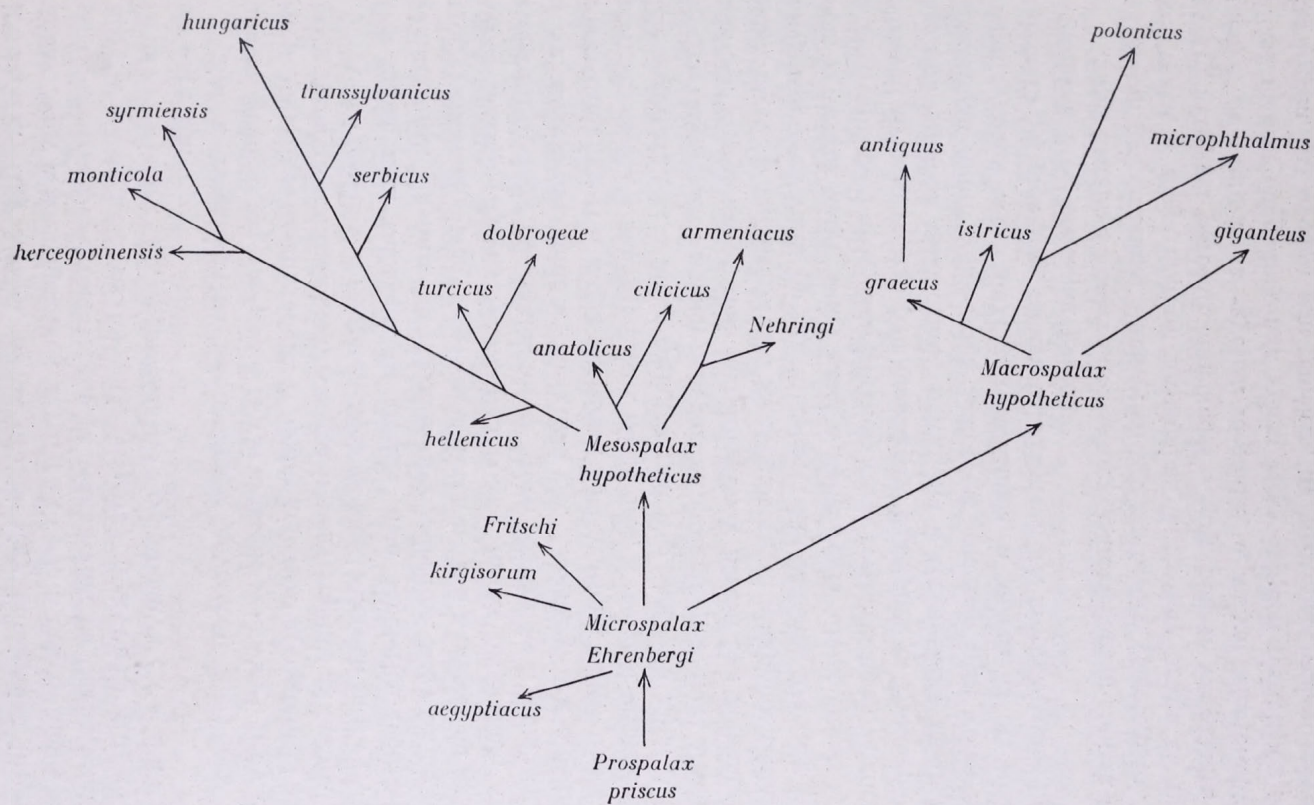 hungaricus
polonicus
transsylvanicus
syrmiensis
microphthalmus
antiquus
monticola
serbicus
dolbrogeae
armeniacus
istricus
giganteus
hercegovinensis
turcicus
cilicicus
graecus
Nehringi
anatolicus
Macrospalax
hypotheticus
hellenicus
Mesospalax
hypotheticus
Fritschi
kirgisorum
Microspalax
Ehrenbergi
aegyptiacus
Prospalax
priscus